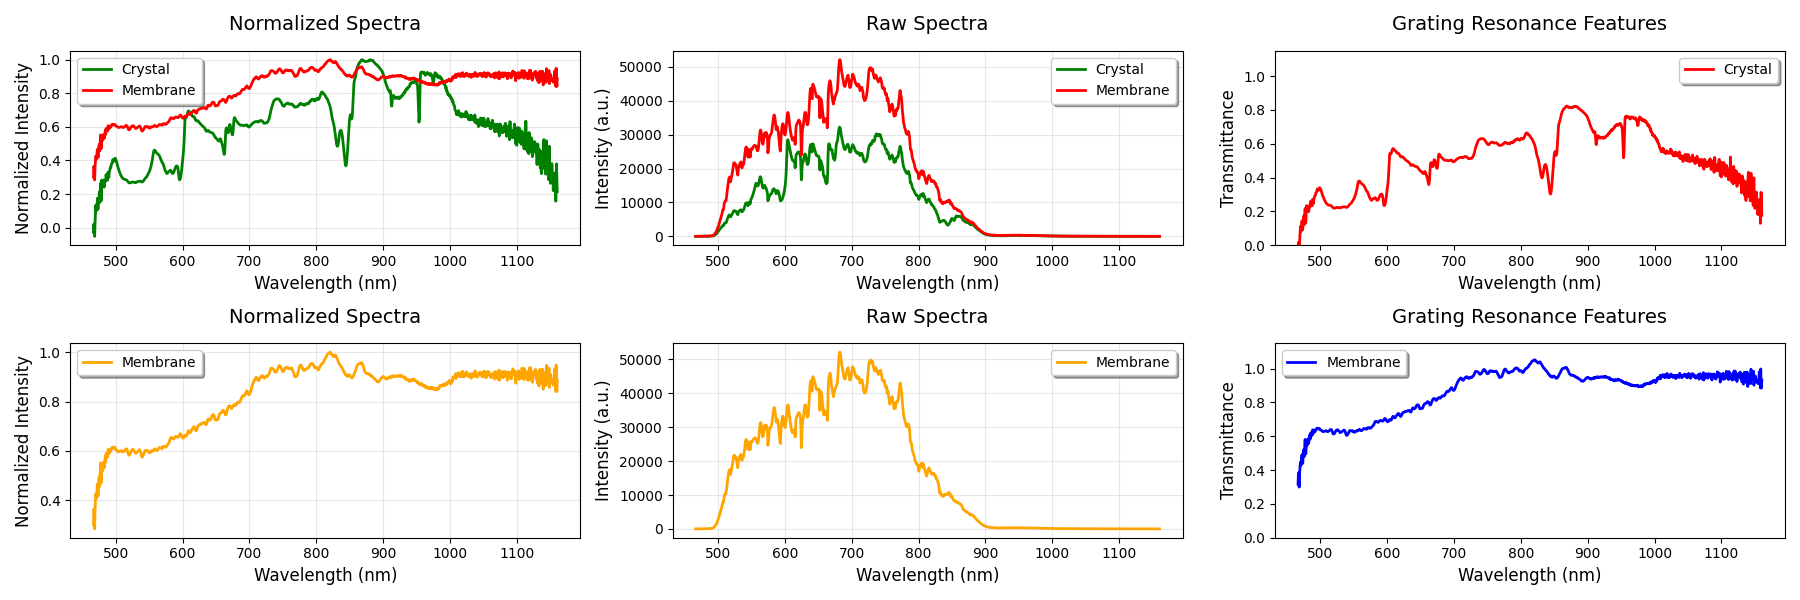 Normalized Spectra
Normalized Intensity
1.0
0.8
0.6
0.4
0.2
0.0
Crystal
Membrane
500 600 700 800 900 1000 1100
Wavelength (nm)
Raw Spectra
Intensity (a.u.)
50000
40000
30000
20000
10000
0
Crystal
Membrane
500 600 700 800 900 1000 1100
Wavelength (nm)
Grating Resonance Features
Transmittance
1.0
0.8
0.6
0.4
0.2
0.0
Crystal
500 600 700 800 900 1000 1100
Wavelength (nm)
Normalized Spectra
Normalized Intensity
1.0
0.8
0.6
0.4
Membrane
500 600 700 800 900 1000 1100
Wavelength (nm)
Raw Spectra
Intensity (a.u.)
50000
40000
30000
20000
10000
0
Membrane
500 600 700 800 900 1000 1100
Wavelength (nm)
Grating Resonance Features
Transmittance
1.0
0.8
0.6
0.4
0.2
0.0
Membrane
500 600 700 800 900 1000 1100
Wavelength (nm)